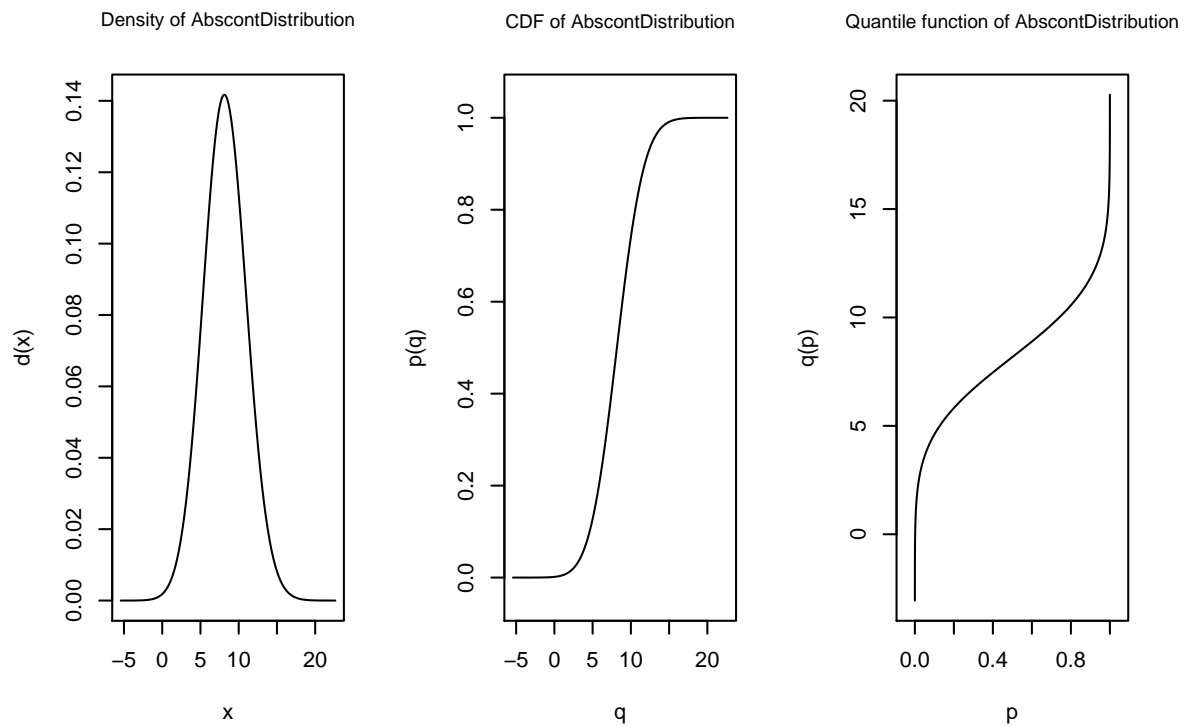 Density of AbscontDistribution
CDF of AbscontDistribution
Quantile function of AbscontDistribution
d(x)
0.00
0.02
0.04
0.06
0.08
0.10
0.12
0.14
−5 0 5 10 20
x
p(q)
0.0
0.2
0.4
0.6
0.8
1.0
−5 0 5 10 20
q
q(p)
0
5
10
15
20
0.0 0.4 0.8
p